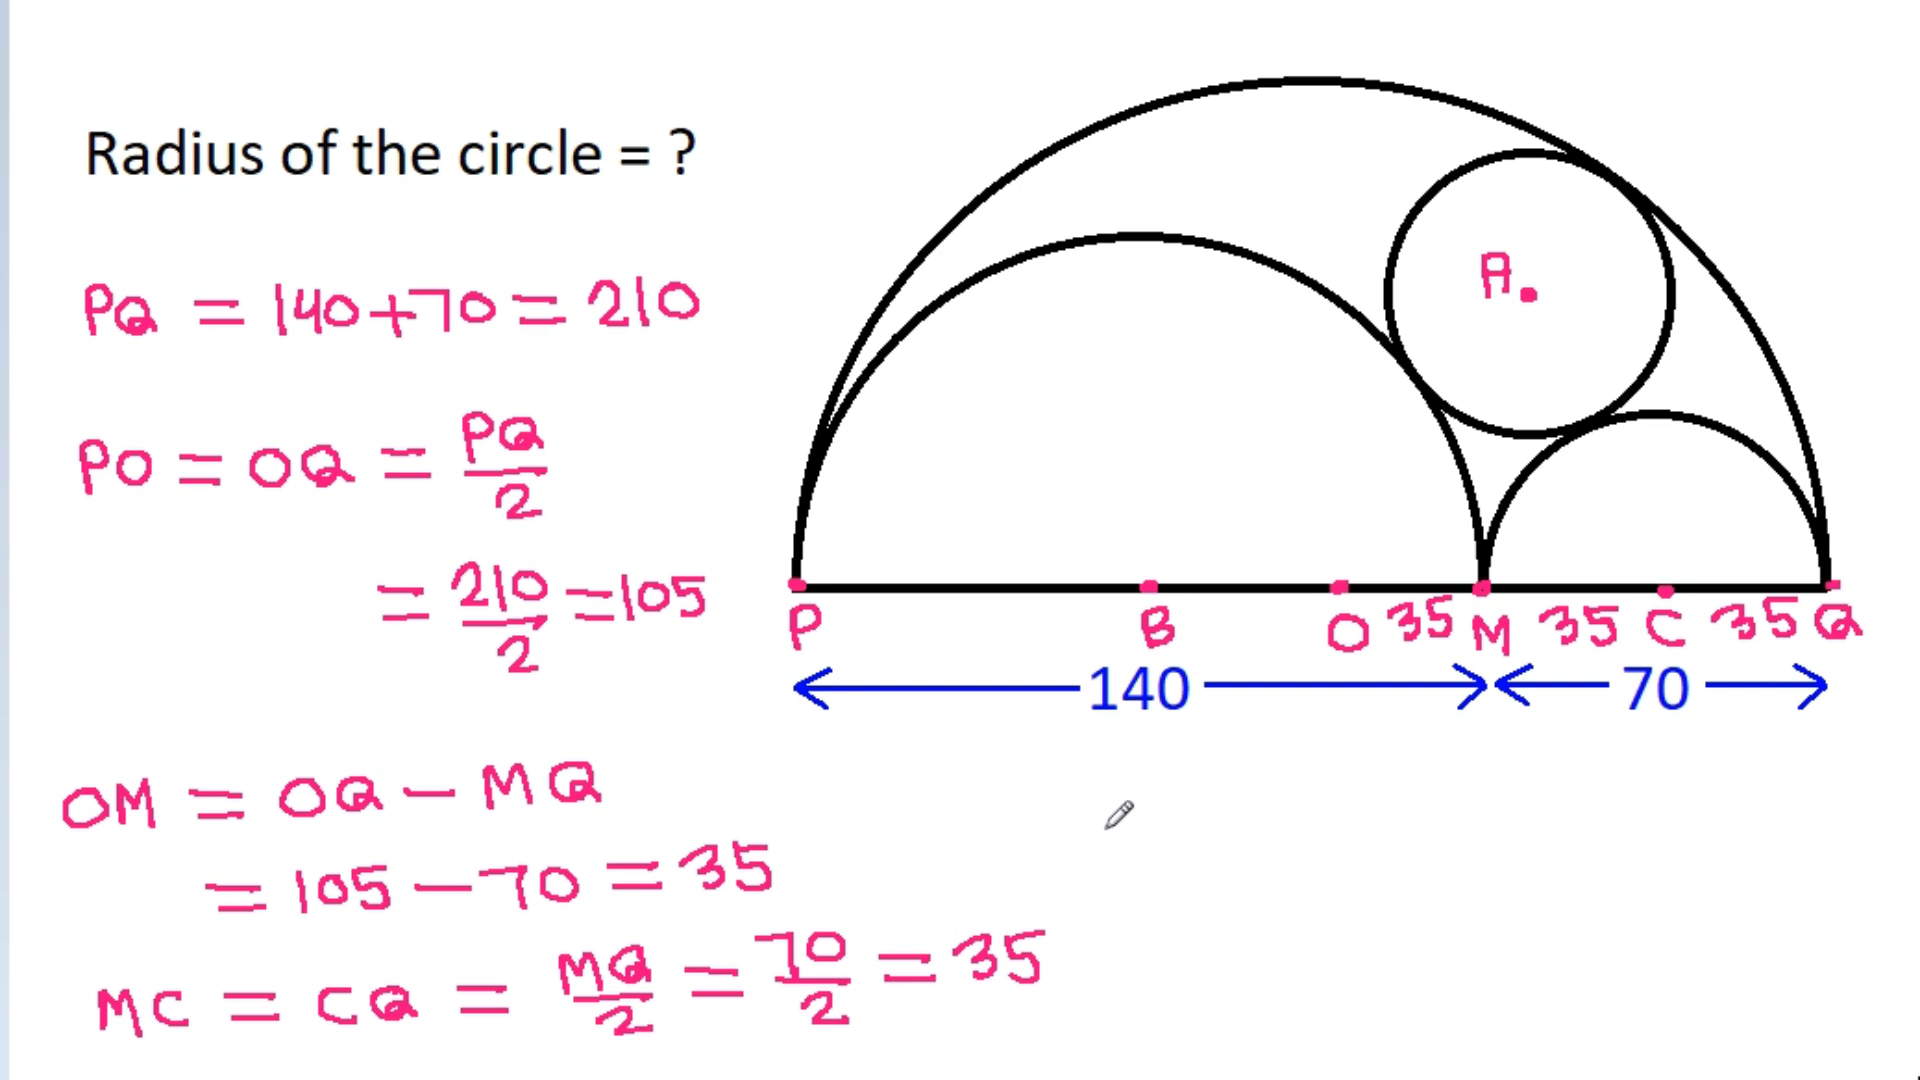 Radius of the circle = ?
PQ = 140+70 = 210
PO = OQ = PQ/2
= 210/2 = 105
OM = OQ - MQ
= 105 - 70 = 35
MC = CQ = MQ/2 = 70/2 = 35
A.
P B O 35 M 35 C 35 Q
140 70